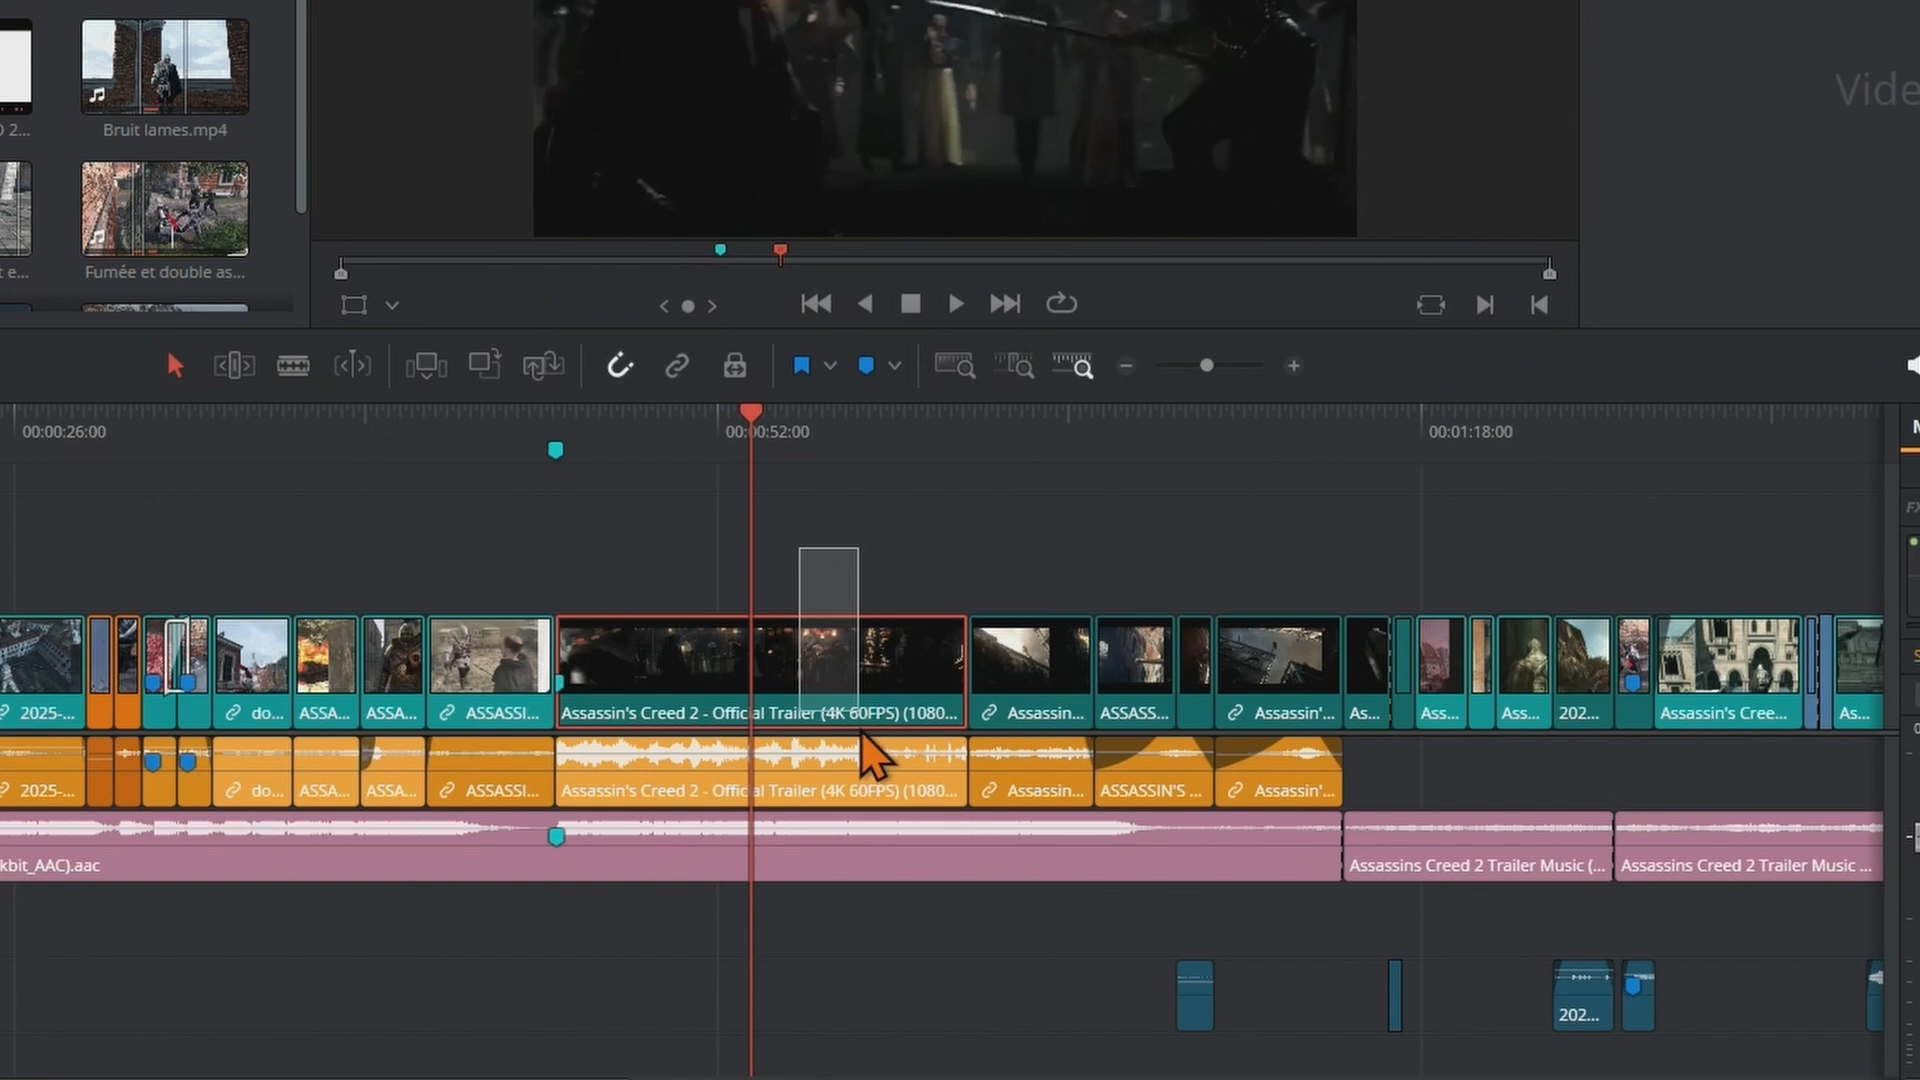 Vide
2...
Bruit lames.mp4
t e...
Fumée et double as...
00:00:26:00
00:00:52:00
00:01:18:00
M
FX
2025-...
do...
ASSA...
ASSA...
ASSASSI...
Assassin's Creed 2 - Official Trailer (4K 60FPS) (1080...
Assassin...
ASSASS...
Assassin'...
As...
Ass...
Ass...
202...
Assassin's Cree...
As...
2025-...
do...
ASSA...
ASSA...
ASSASSI...
Assassin's Creed 2 - Official Trailer (4K 60FPS) (1080...
Assassin...
ASSASSIN'S ...
Assassin'...
kbit_AAC).aac
Assassins Creed 2 Trailer Music (...
Assassins Creed 2 Trailer Music ...
202...